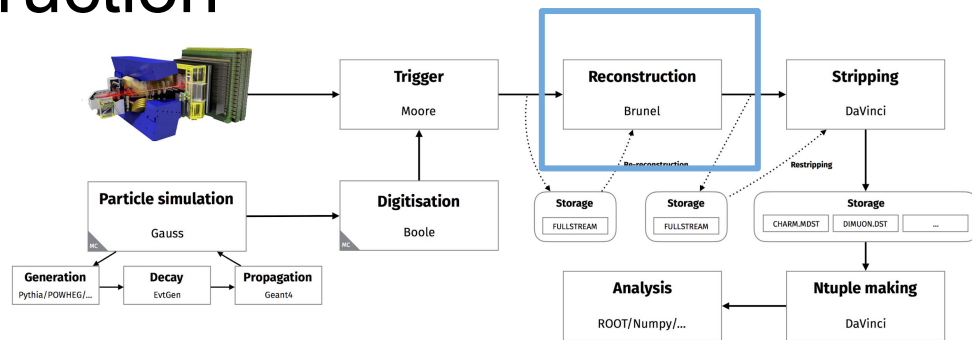 Trigger
Moore
Reconstruction
Brunel
Stripping
DaVinci
Re-reconstruction
Restripping
Particle simulation
Gauss
MC
Digitisation
Boole
MC
Storage
FULLSTREAM
Storage
FULLSTREAM
Storage
CHARM.MDST
DIMUON.DST
...
Generation
Pythia/POWHEG/...
Decay
EvtGen
Propagation
Geant4
Analysis
ROOT/Numpy/...
Ntuple making
DaVinci